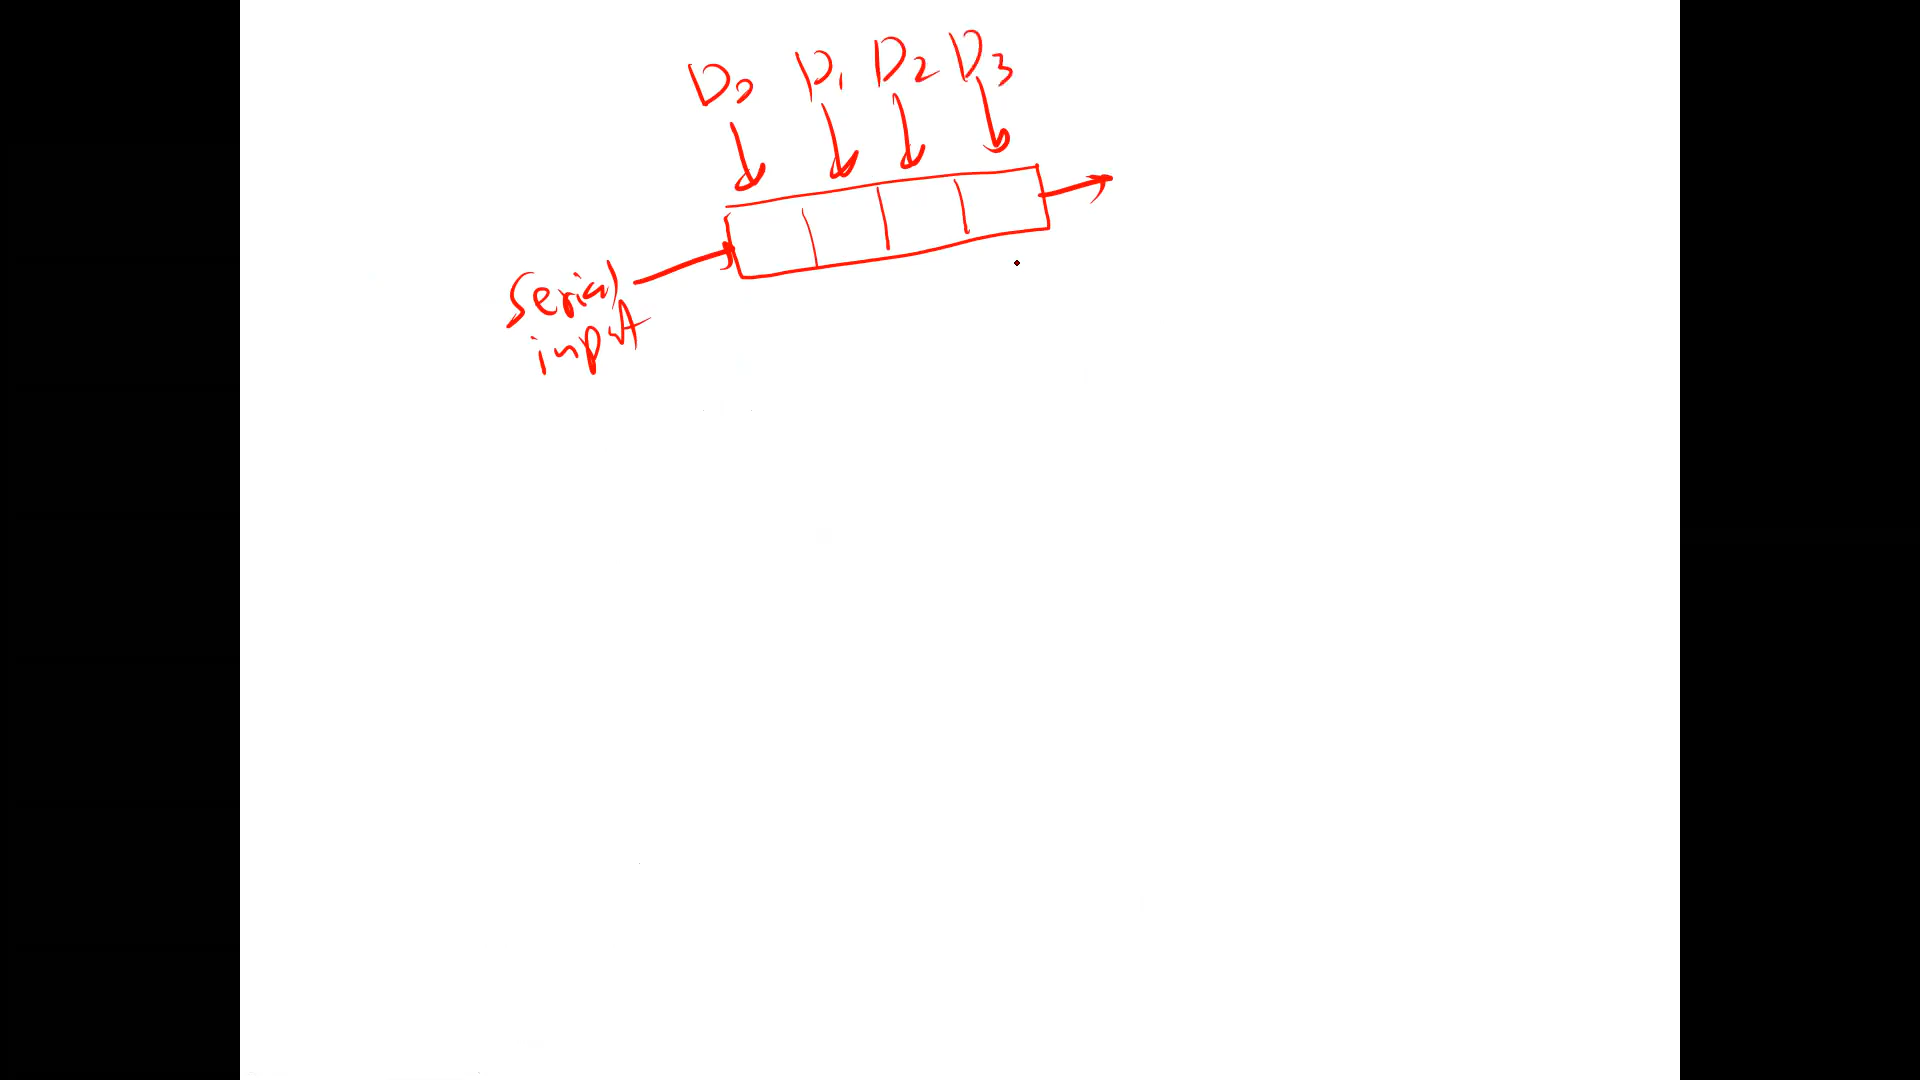 D₀ D₁ D₂ D₃
serial
input